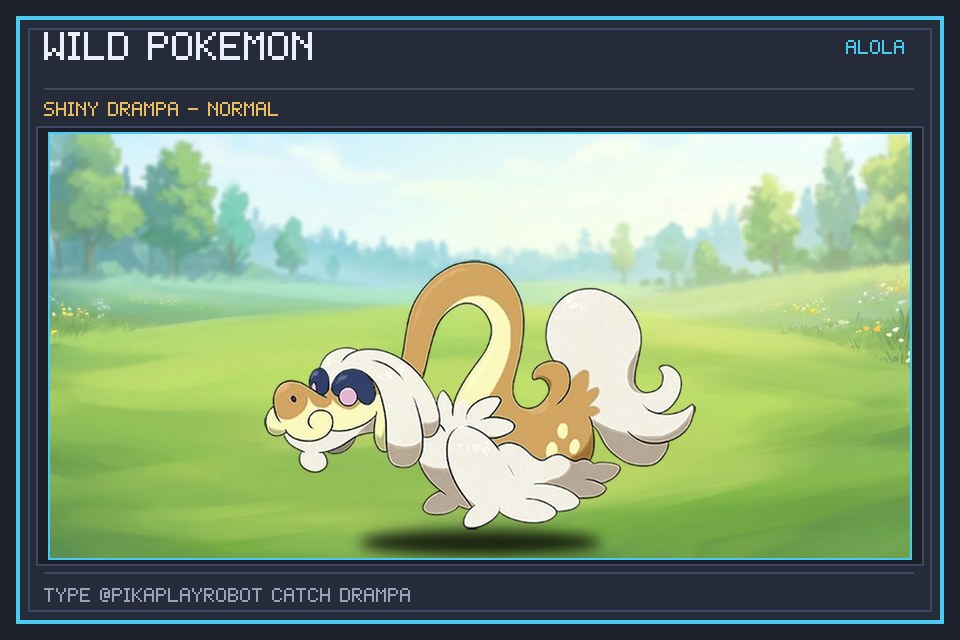 WILD POKEMON
ALOLA
SHINY DRAMPA - NORMAL
TYPE @PIKAPLAYROBOT CATCH DRAMPA